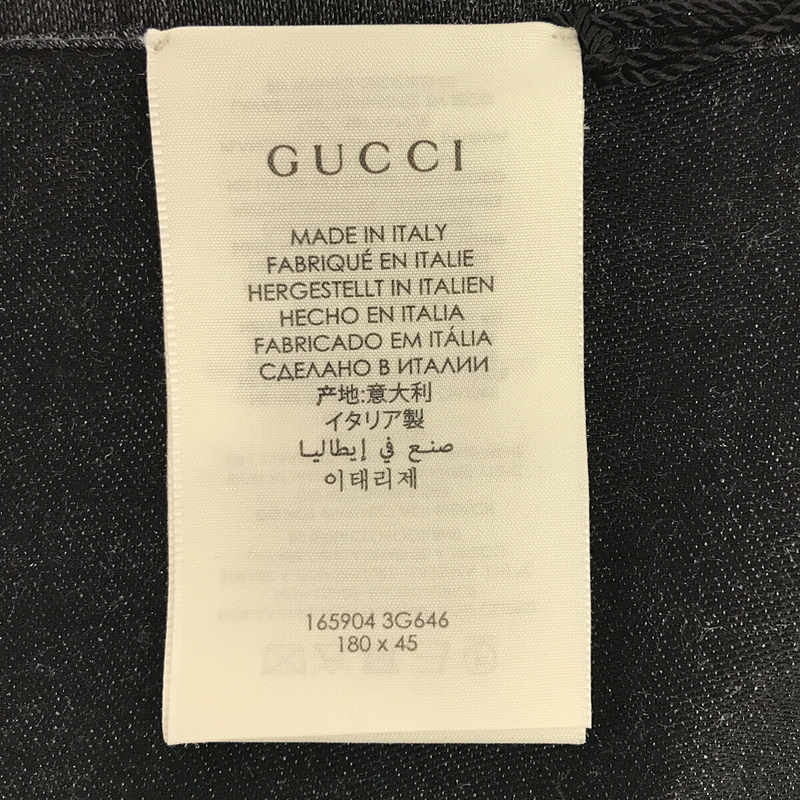 GUCCI
MADE IN ITALY
FABRIQUÉ EN ITALIE
HERGESTELLT IN ITALIEN
HECHO EN ITALIA
FABRICADO EM ITÁLIA
СДЕЛАНО В ИТАЛИИ
产地:意大利
イタリア製
صنع في إيطاليا
이태리제
165904 3G646
180 x 45